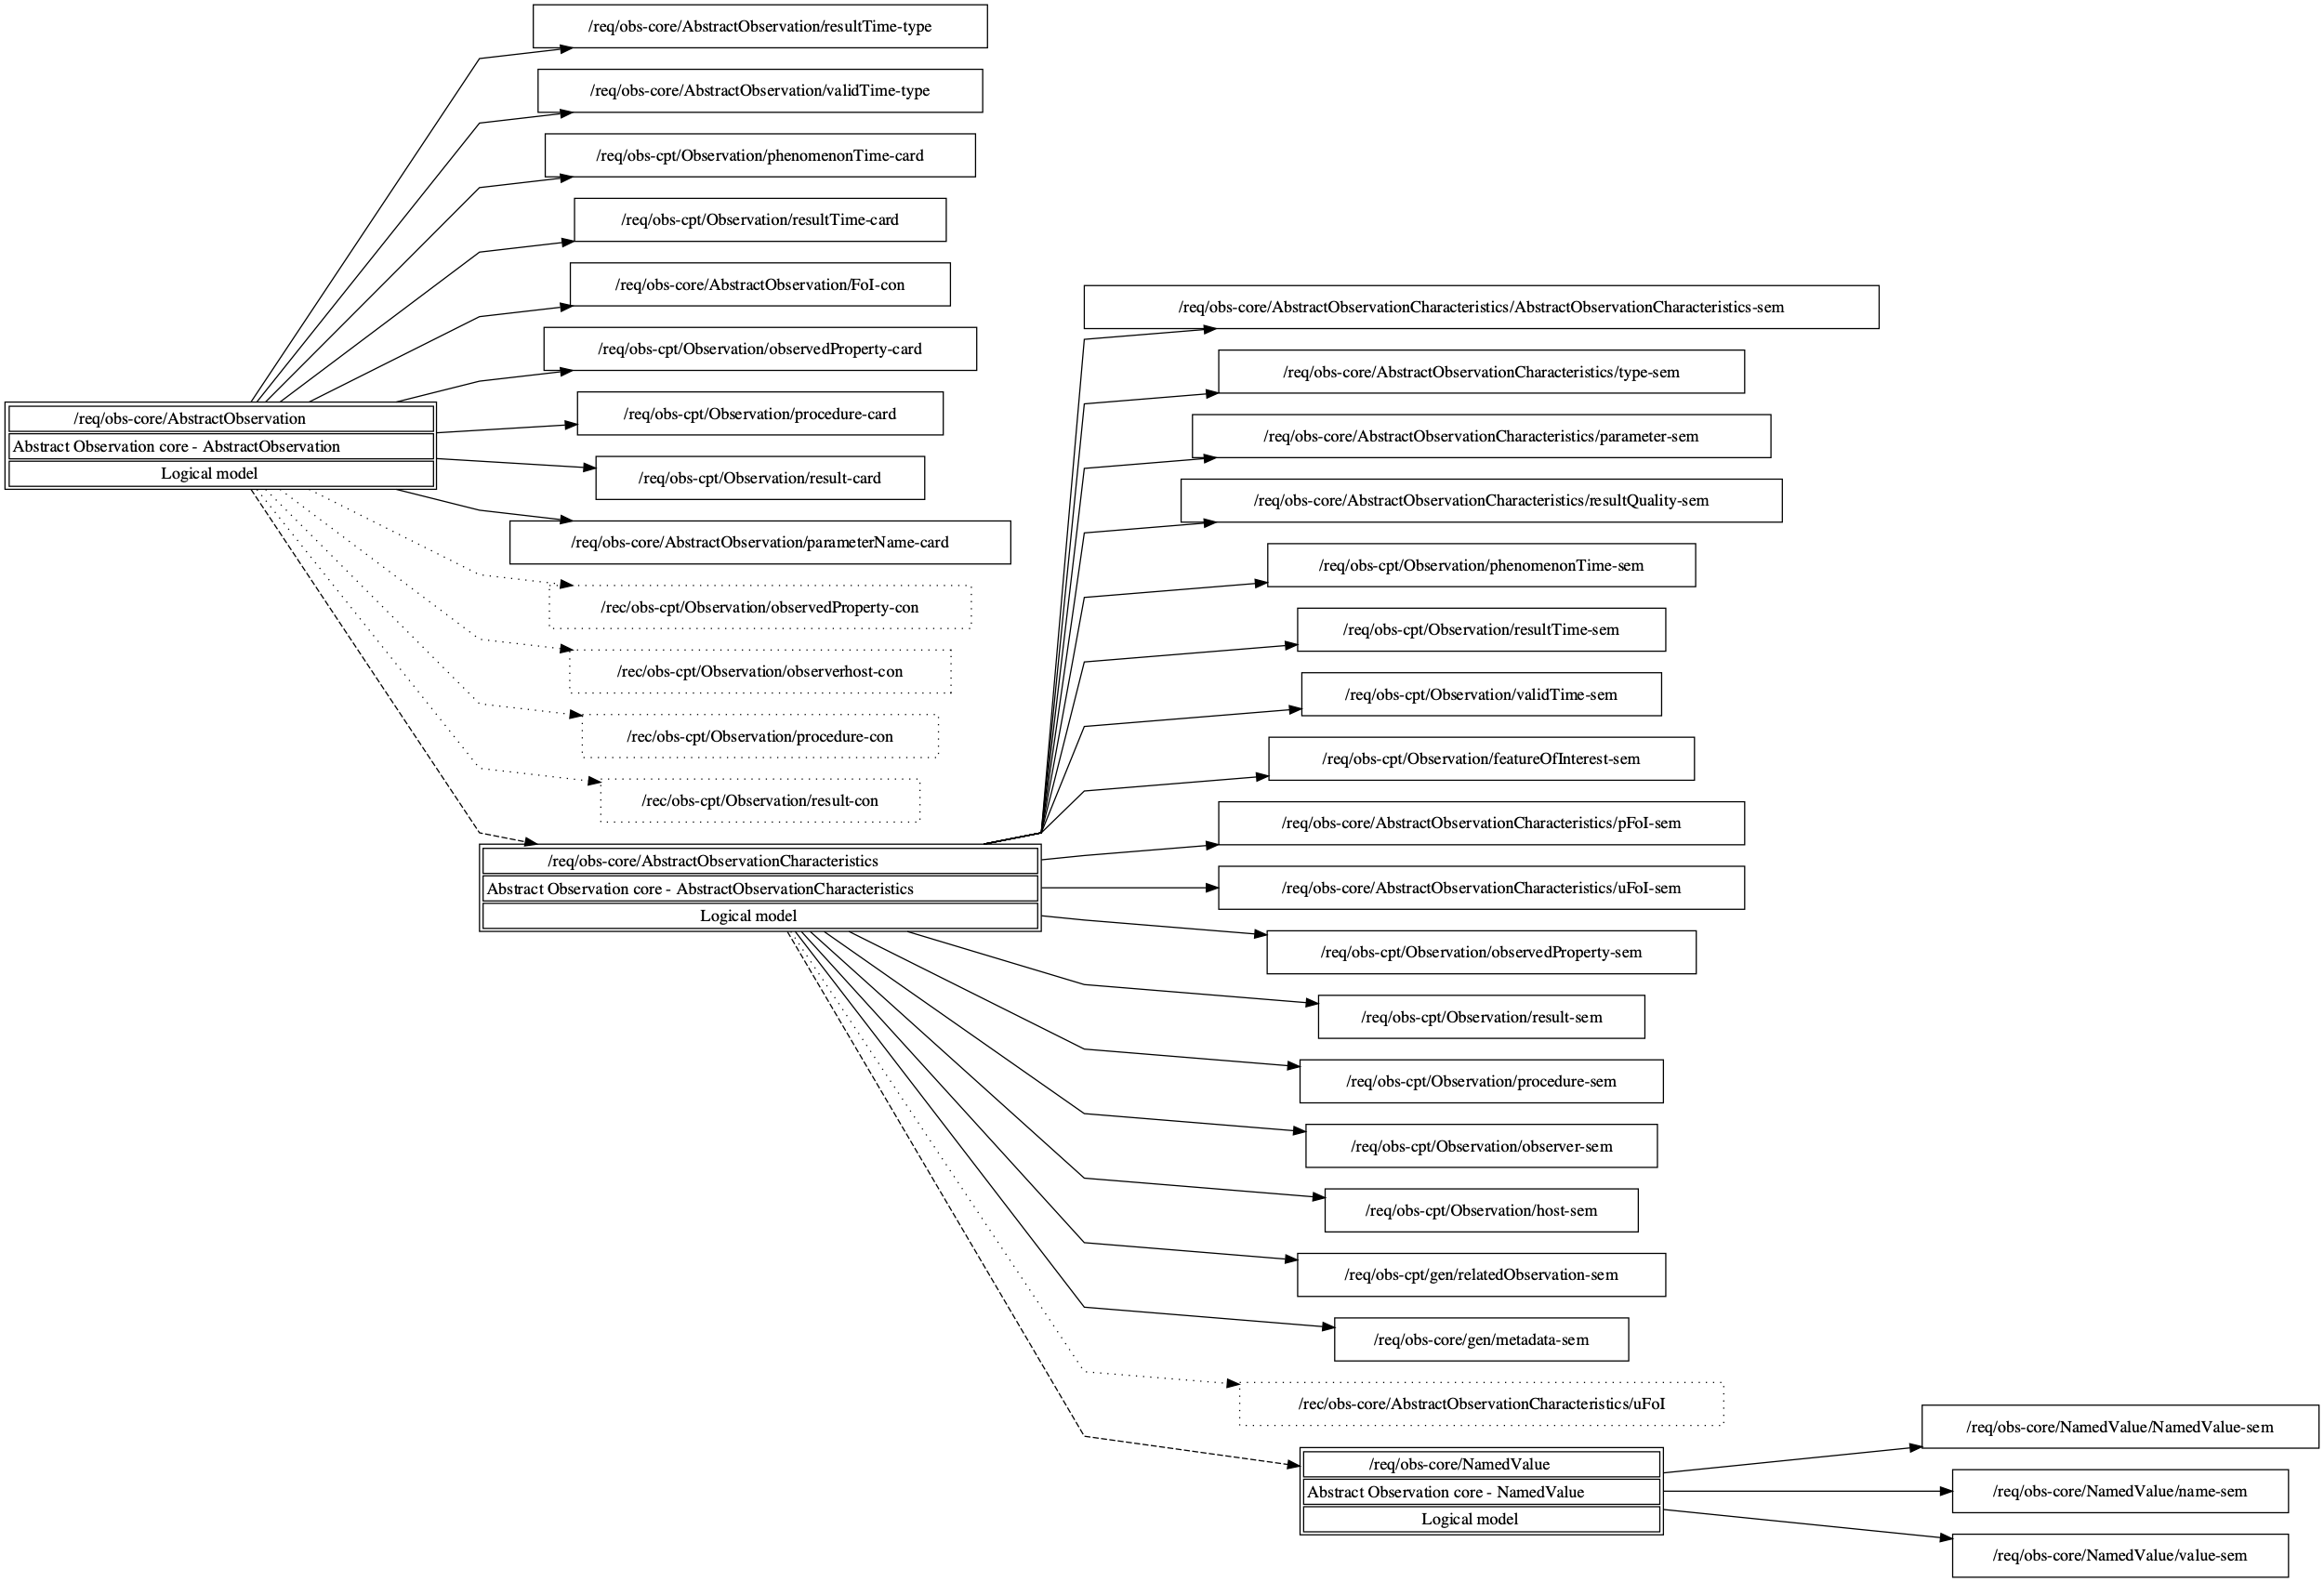 /req/obs-core/AbstractObservation/resultTime-type
/req/obs-core/AbstractObservation/validTime-type
/req/obs-cpt/Observation/phenomenonTime-card
/req/obs-cpt/Observation/resultTime-card
/req/obs-core/AbstractObservation/FoI-con
/req/obs-cpt/Observation/observedProperty-card
/req/obs-cpt/Observation/procedure-card
/req/obs-cpt/Observation/result-card
/req/obs-core/AbstractObservation/parameterName-card
/rec/obs-cpt/Observation/observedProperty-con
/rec/obs-cpt/Observation/observerhost-con
/rec/obs-cpt/Observation/procedure-con
/rec/obs-cpt/Observation/result-con
/req/obs-core/AbstractObservation
Abstract Observation core - AbstractObservation
Logical model
/req/obs-core/AbstractObservationCharacteristics
Abstract Observation core - AbstractObservationCharacteristics
Logical model
/req/obs-core/AbstractObservationCharacteristics/AbstractObservationCharacteristics-sem
/req/obs-core/AbstractObservationCharacteristics/type-sem
/req/obs-core/AbstractObservationCharacteristics/parameter-sem
/req/obs-core/AbstractObservationCharacteristics/resultQuality-sem
/req/obs-cpt/Observation/phenomenonTime-sem
/req/obs-cpt/Observation/resultTime-sem
/req/obs-cpt/Observation/validTime-sem
/req/obs-cpt/Observation/featureOfInterest-sem
/req/obs-core/AbstractObservationCharacteristics/pFoI-sem
/req/obs-core/AbstractObservationCharacteristics/uFoI-sem
/req/obs-cpt/Observation/observedProperty-sem
/req/obs-cpt/Observation/result-sem
/req/obs-cpt/Observation/procedure-sem
/req/obs-cpt/Observation/observer-sem
/req/obs-cpt/Observation/host-sem
/req/obs-cpt/gen/relatedObservation-sem
/req/obs-core/gen/metadata-sem
/rec/obs-core/AbstractObservationCharacteristics/uFoI
/req/obs-core/NamedValue
Abstract Observation core - NamedValue
Logical model
/req/obs-core/NamedValue/NamedValue-sem
/req/obs-core/NamedValue/name-sem
/req/obs-core/NamedValue/value-sem